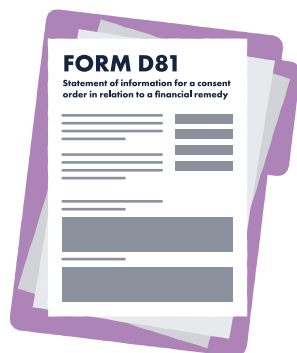 FORM D81
Statement of information for a consent
order in relation to a financial remedy